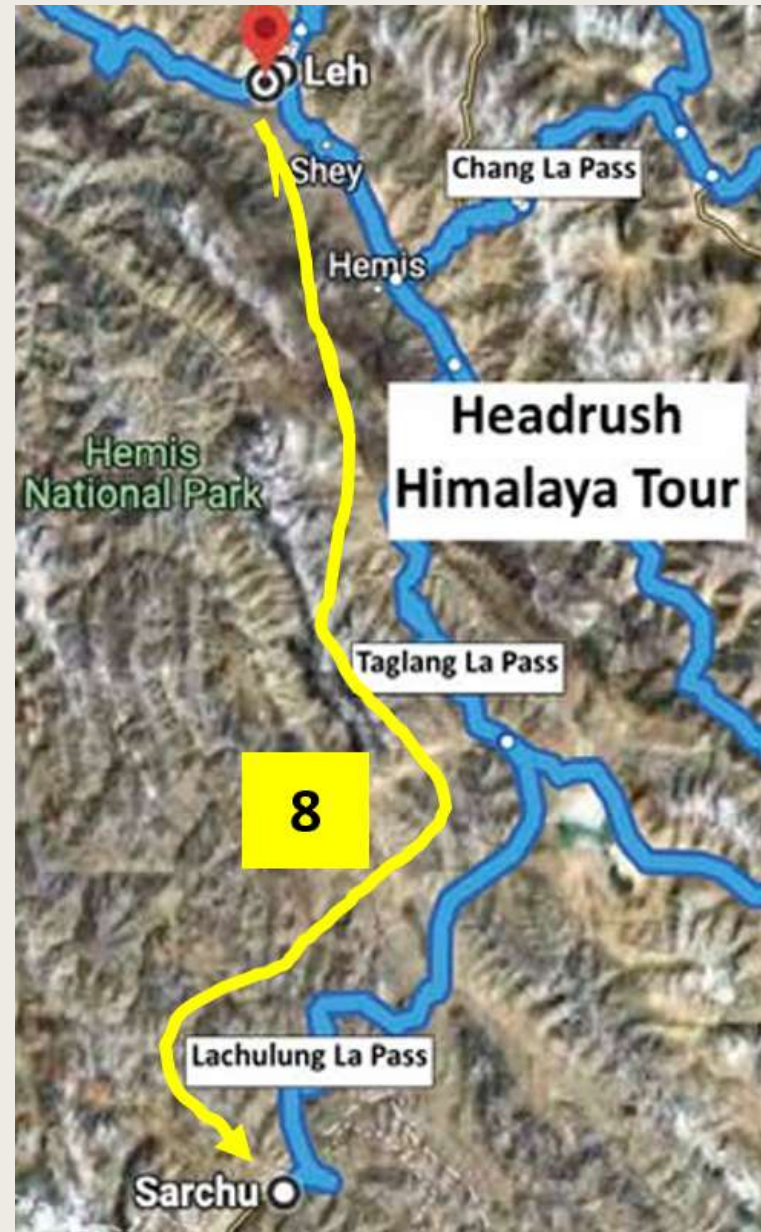 Leh
Shey
Chang La Pass
Hemis
Headrush
Himalaya Tour
Hemis
National Park
Taglang La Pass
8
Lachulung La Pass
Sarchu